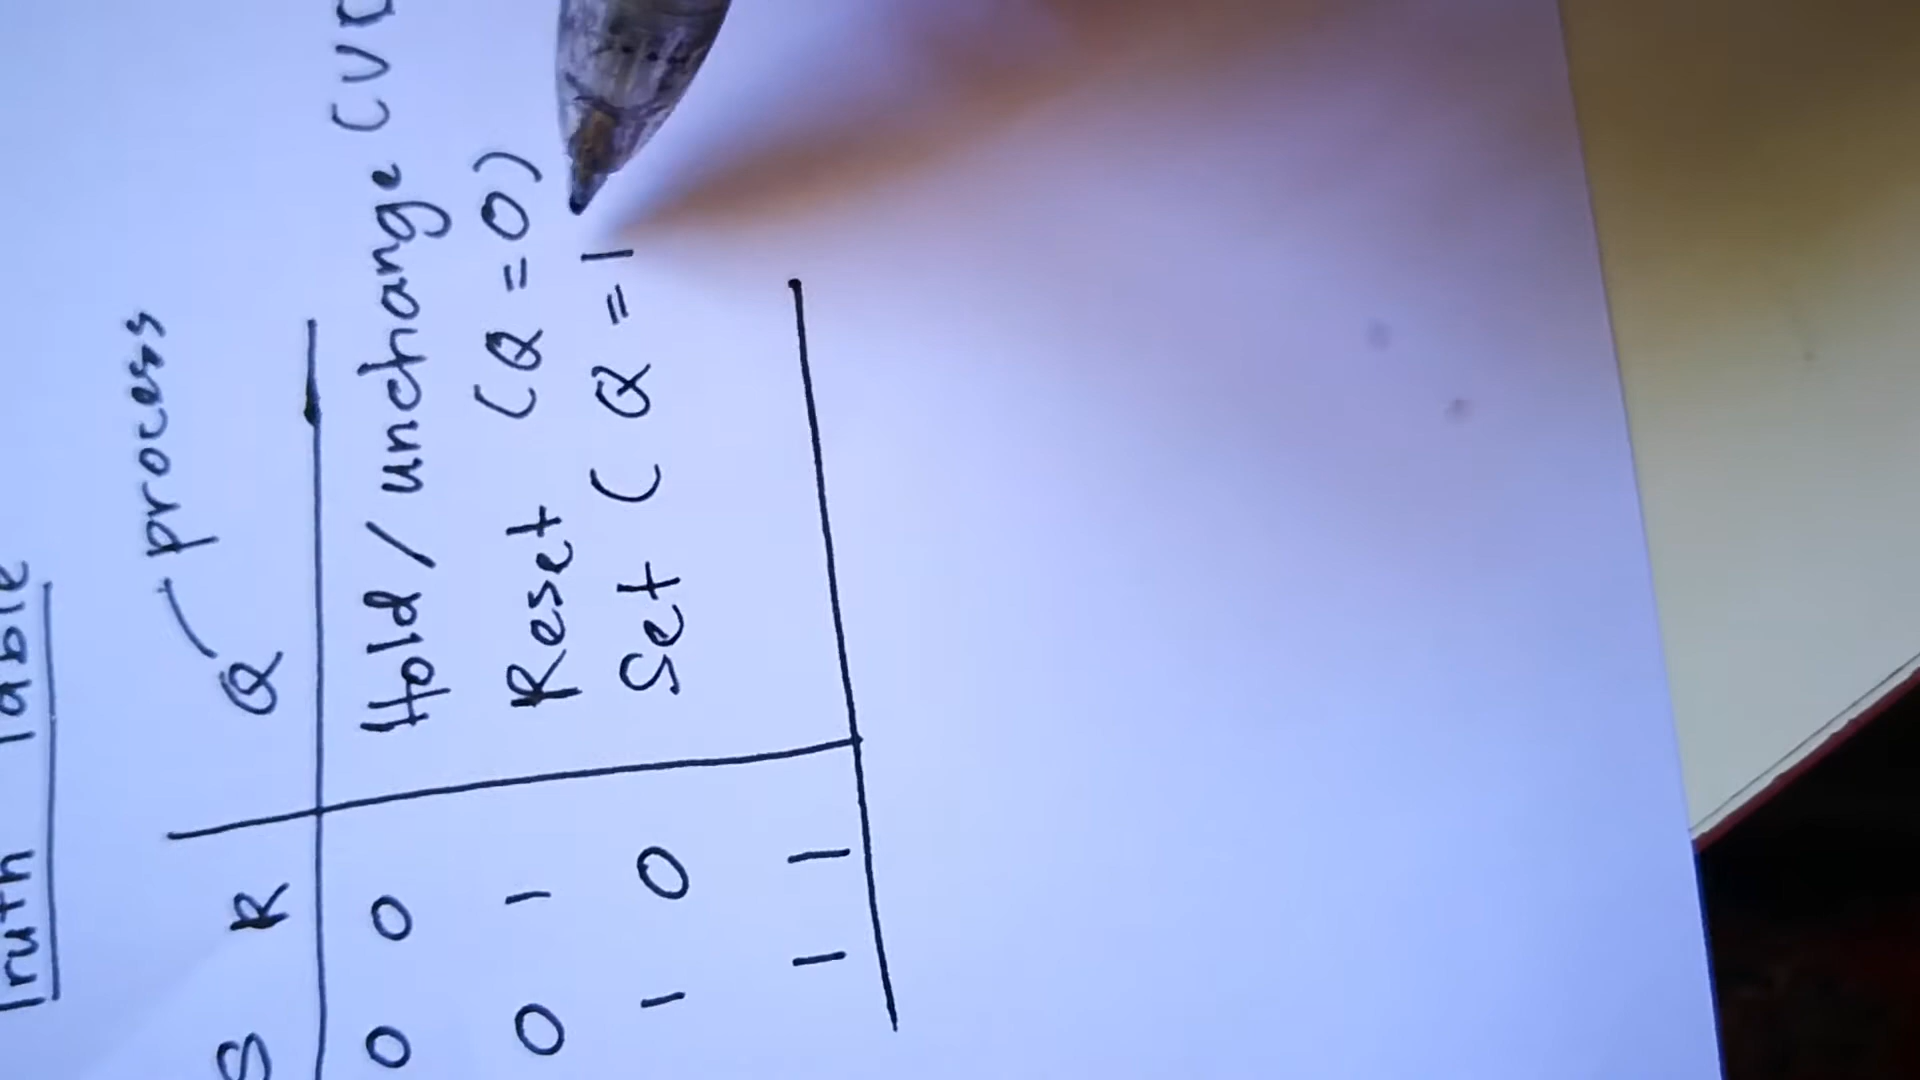 Truth Table
process
S R Q
0 0 Hold / unchange (
0 1 Reset (Q = 0)
1 0 Set ( Q = 1
1 1